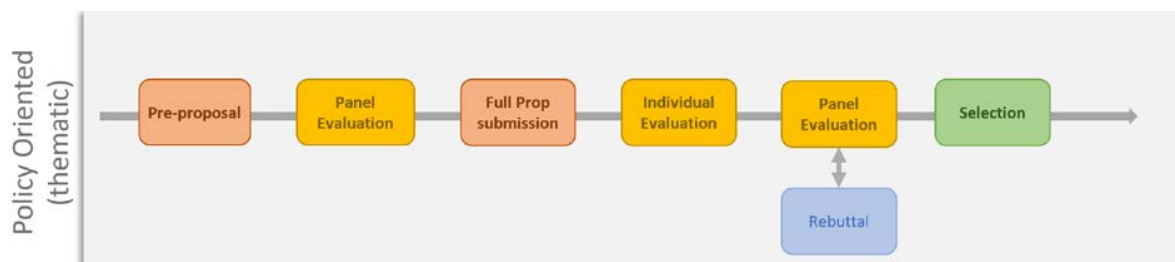 Policy Oriented
(thematic)
Pre-proposal
Panel
Evaluation
Full Prop
submission
Individual
Evaluation
Panel
Evaluation
Selection
Rebuttal